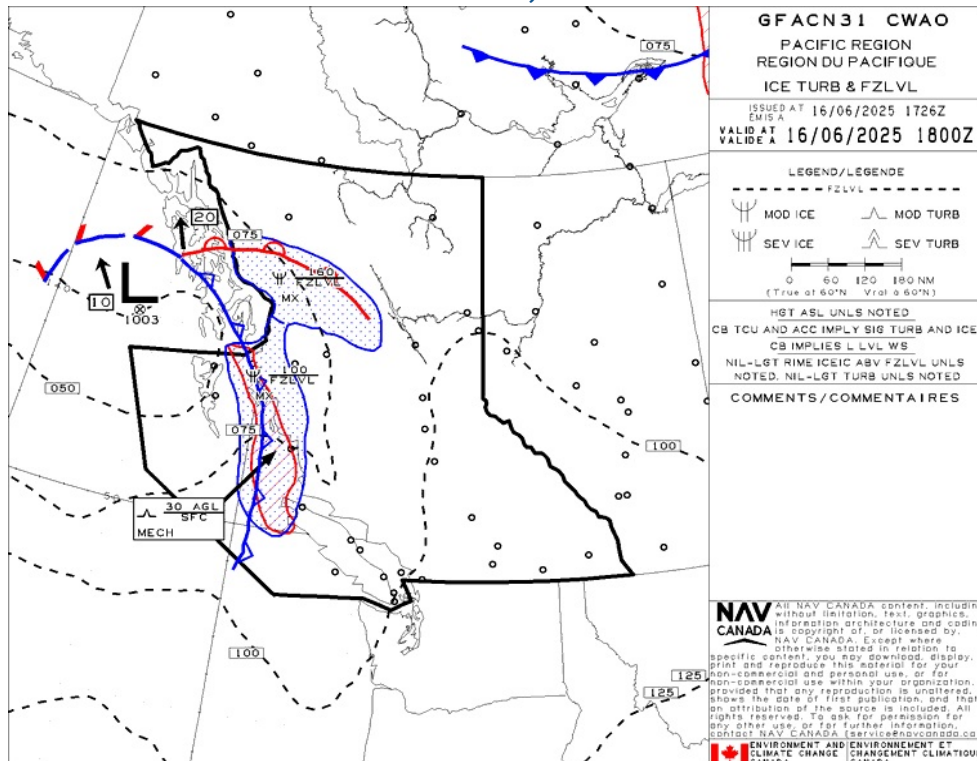 GFACN31 CWAO
PACIFIC REGION
REGION DU PACIFIQUE
ICE TURB & FZLVL
ISSUED AT
EMIS A
16/06/2025 1726Z
VALID AT
VALIDE A
16/06/2025 1800Z
LEGEND/LEGENDE
FZLVL
MOD ICE
MOD TURB
SEV ICE
SEV TURB
0 60 120 180 NM
(True at 60°N Vrai à 60°N)
HGT ASL UNLS NOTED
CB TCU AND ACC IMPLY SIG TURB AND ICE
CB IMPLIES L LVL WS
NIL-LGT RIME ICEIC ABV FZLVL UNLS
NOTED. NIL-LGT TURB UNLS NOTED
COMMENTS/COMMENTAIRES
075
20
075
160
FZLVL
MX
10
L
1003
050
100
FZLVL
MX
075
100
30 AGL
SFC
MECH
100
125
125
NAV
CANADA
All NAV CANADA content, includin
without limitation, text, graphics,
information architecture and codin
is copyright of, or licensed by,
NAV CANADA. Except where
otherwise stated in relation to
specific content, you may download, display,
print and reproduce this material for your
non-commercial and personal use, or for
non-commercial use within your organization,
provided that any reproduction is unaltered,
shows the date of first publication, and that
an attribution of the source is included. All
rights reserved. To ask for permission for
any other use, or for further information,
contact NAV CANADA (service@navcanada.ca
ENVIRONMENT AND
CLIMATE CHANGE
CANADA
ENVIRONNEMENT ET
CHANGEMENT CLIMATIQU
CANADA